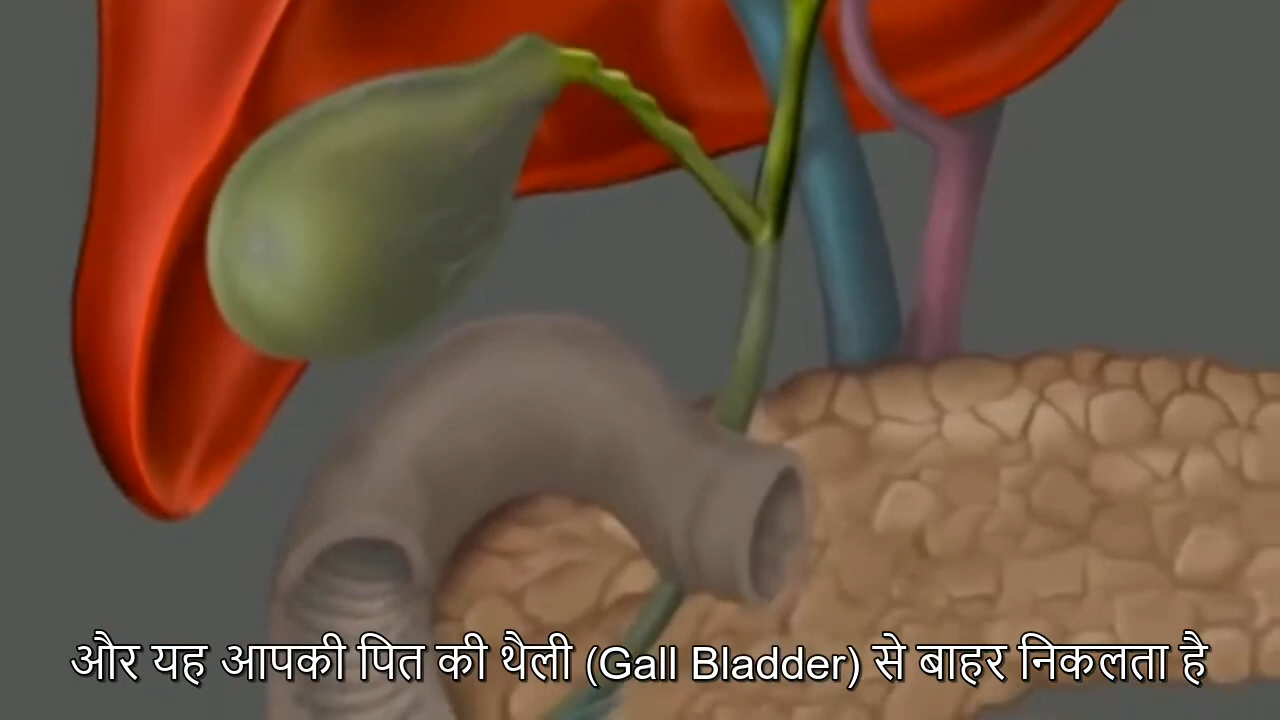 और यह आपकी पित की थैली (Gall Bladder) से बाहर निकलता है